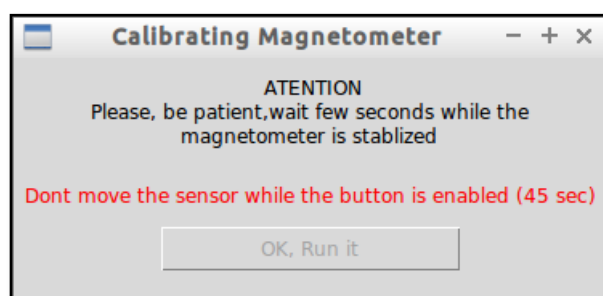 Calibrating Magnetometer
ATENTION
Please, be patient,wait few seconds while the
magnetometer is stablized
Dont move the sensor while the button is enabled (45 sec)
OK, Run it